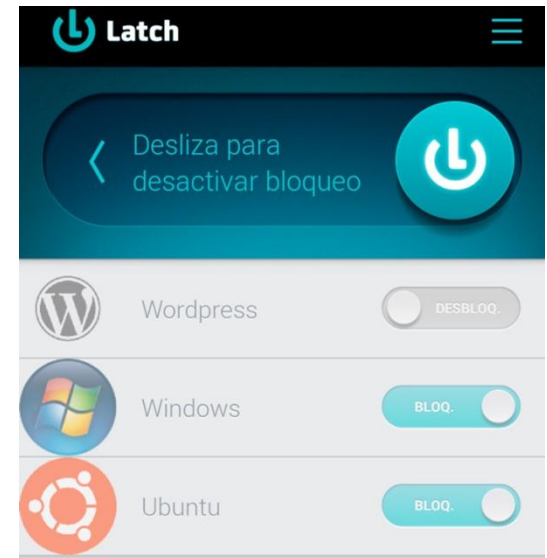 Latch
Desliza para
desactivar bloqueo
Wordpress
DESBLOQ.
Windows
BLOQ.
Ubuntu
BLOQ.